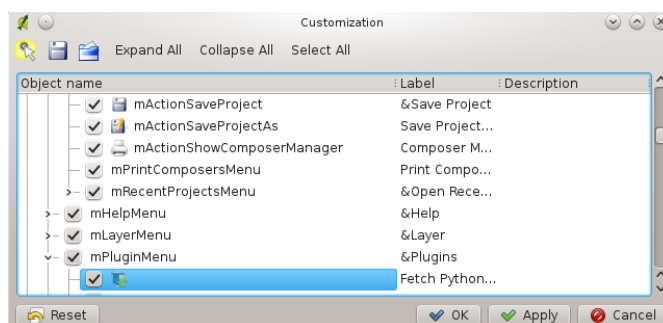 Customization
Expand All Collapse All Select All
Object name Label Description
mActionSaveProject &Save Project
mActionSaveProjectAs Save Project...
mActionShowComposerManager Composer M...
mPrintComposersMenu Print Compo...
mRecentProjectsMenu &Open Rece...
mHelpMenu &Help
mLayerMenu &Layer
mPluginMenu &Plugins
Fetch Python...
Reset OK Apply Cancel